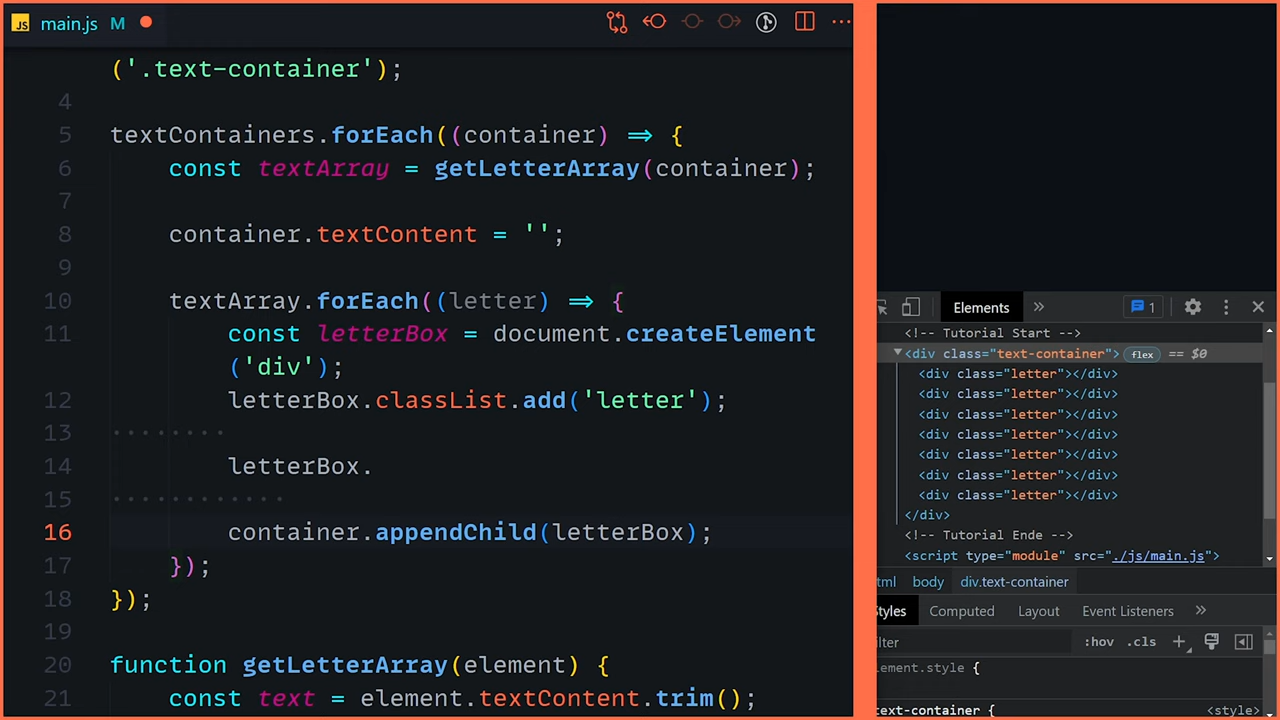 JS main.js M
('.text-container');
4
5 textContainers.forEach((container) => {
6 const textArray = getLetterArray(container);
7
8 container.textContent = '';
9
10 textArray.forEach((letter) => {
11 const letterBox = document.createElement
('div');
12 letterBox.classList.add('letter');
13
14 letterBox.
15
16 container.appendChild(letterBox);
17 });
18 });
19
20 function getLetterArray(element) {
21 const text = element.textContent.trim();
Elements » 1
<!-- Tutorial Start -->
<div class="text-container"> flex == $0
<div class="letter"></div>
<div class="letter"></div>
<div class="letter"></div>
<div class="letter"></div>
<div class="letter"></div>
<div class="letter"></div>
<div class="letter"></div>
</div>
<!-- Tutorial Ende -->
<script type="module" src="./js/main.js">
tml body div.text-container
Styles Computed Layout Event Listeners »
ilter :hov .cls +
ement.style {
text-container { <style>